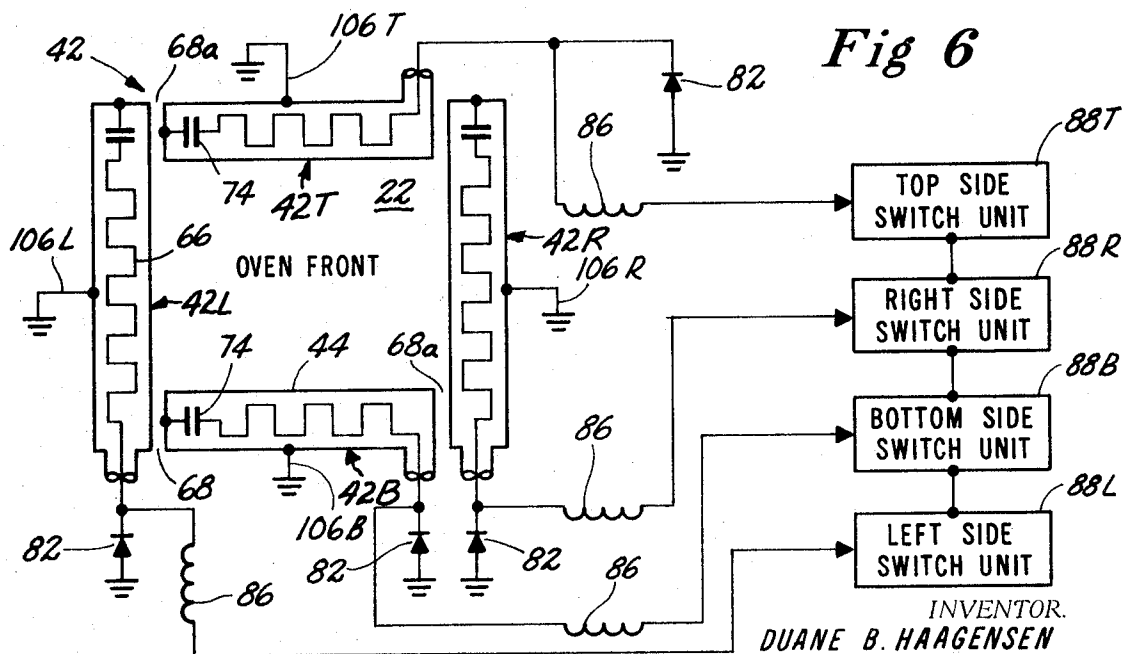 Fig 6
42
68a
106T
82
74
42T
22
86
88T
TOP SIDE
SWITCH UNIT
66
106L
42L
OVEN FRONT
42R
106R
88R
RIGHT SIDE
SWITCH UNIT
74
44
68a
88B
BOTTOM SIDE
SWITCH UNIT
86
68
106B
42B
88L
LEFT SIDE
SWITCH UNIT
82
86
82
82
86
INVENTOR.
DUANE B. HAAGENSEN